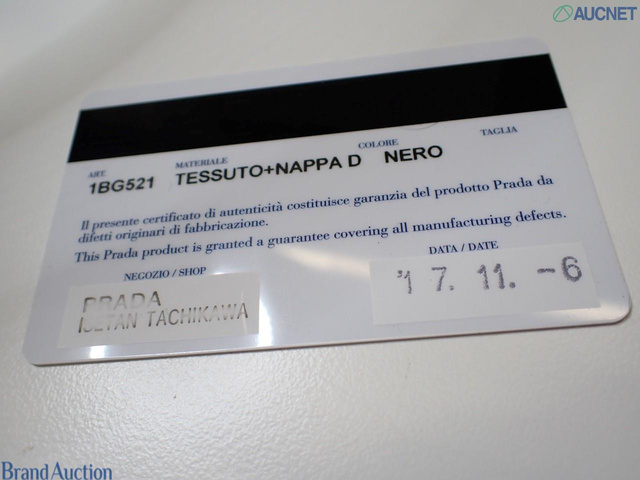 AUCNET
ART. MATERIALE COLORE TAGLIA
1BG521 TESSUTO+NAPPA D NERO
Il presente certificato di autenticità costituisce garanzia del prodotto Prada da
difetti originari di fabbricazione.
This Prada product is granted a guarantee covering all manufacturing defects.
NEGOZIO / SHOP DATA / DATE
PRADA
ISETAN TACHIKAWA
'17.11.-6
Brand Auction